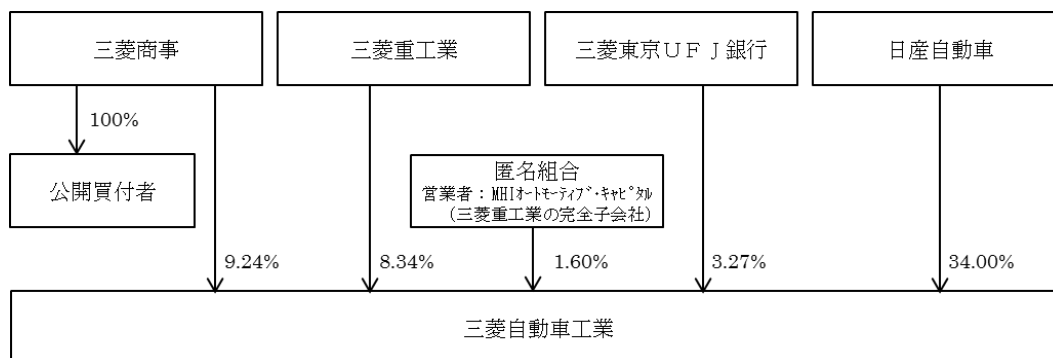 三菱商事
三菱重工業
三菱東京ＵＦＪ銀行
日産自動車
100%
公開買付者
匿名組合
営業者：MHIｵｰﾄﾓｰﾃｨﾌﾞ･ｷｬﾋﾟﾀﾙ
（三菱重工業の完全子会社）
9.24%
8.34%
1.60%
3.27%
34.00%
三菱自動車工業